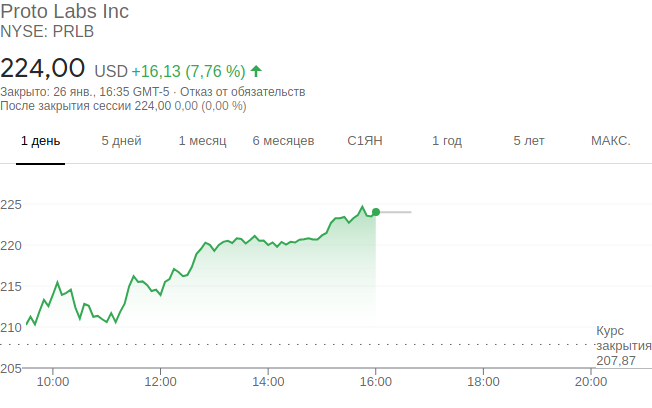 Proto Labs Inc
NYSE: PRLB
224,00 USD +16,13 (7,76 %)
Закрыто: 26 янв., 16:35 GMT-5 · Отказ от обязательств
После закрытия сессии 224,00 0,00 (0,00 %)
1 день 5 дней 1 месяц 6 месяцев С1ЯН 1 год 5 лет МАКС.
225
220
215
210
Курс
закрытия
207,87
205
10:00 12:00 14:00 16:00 18:00 20:00